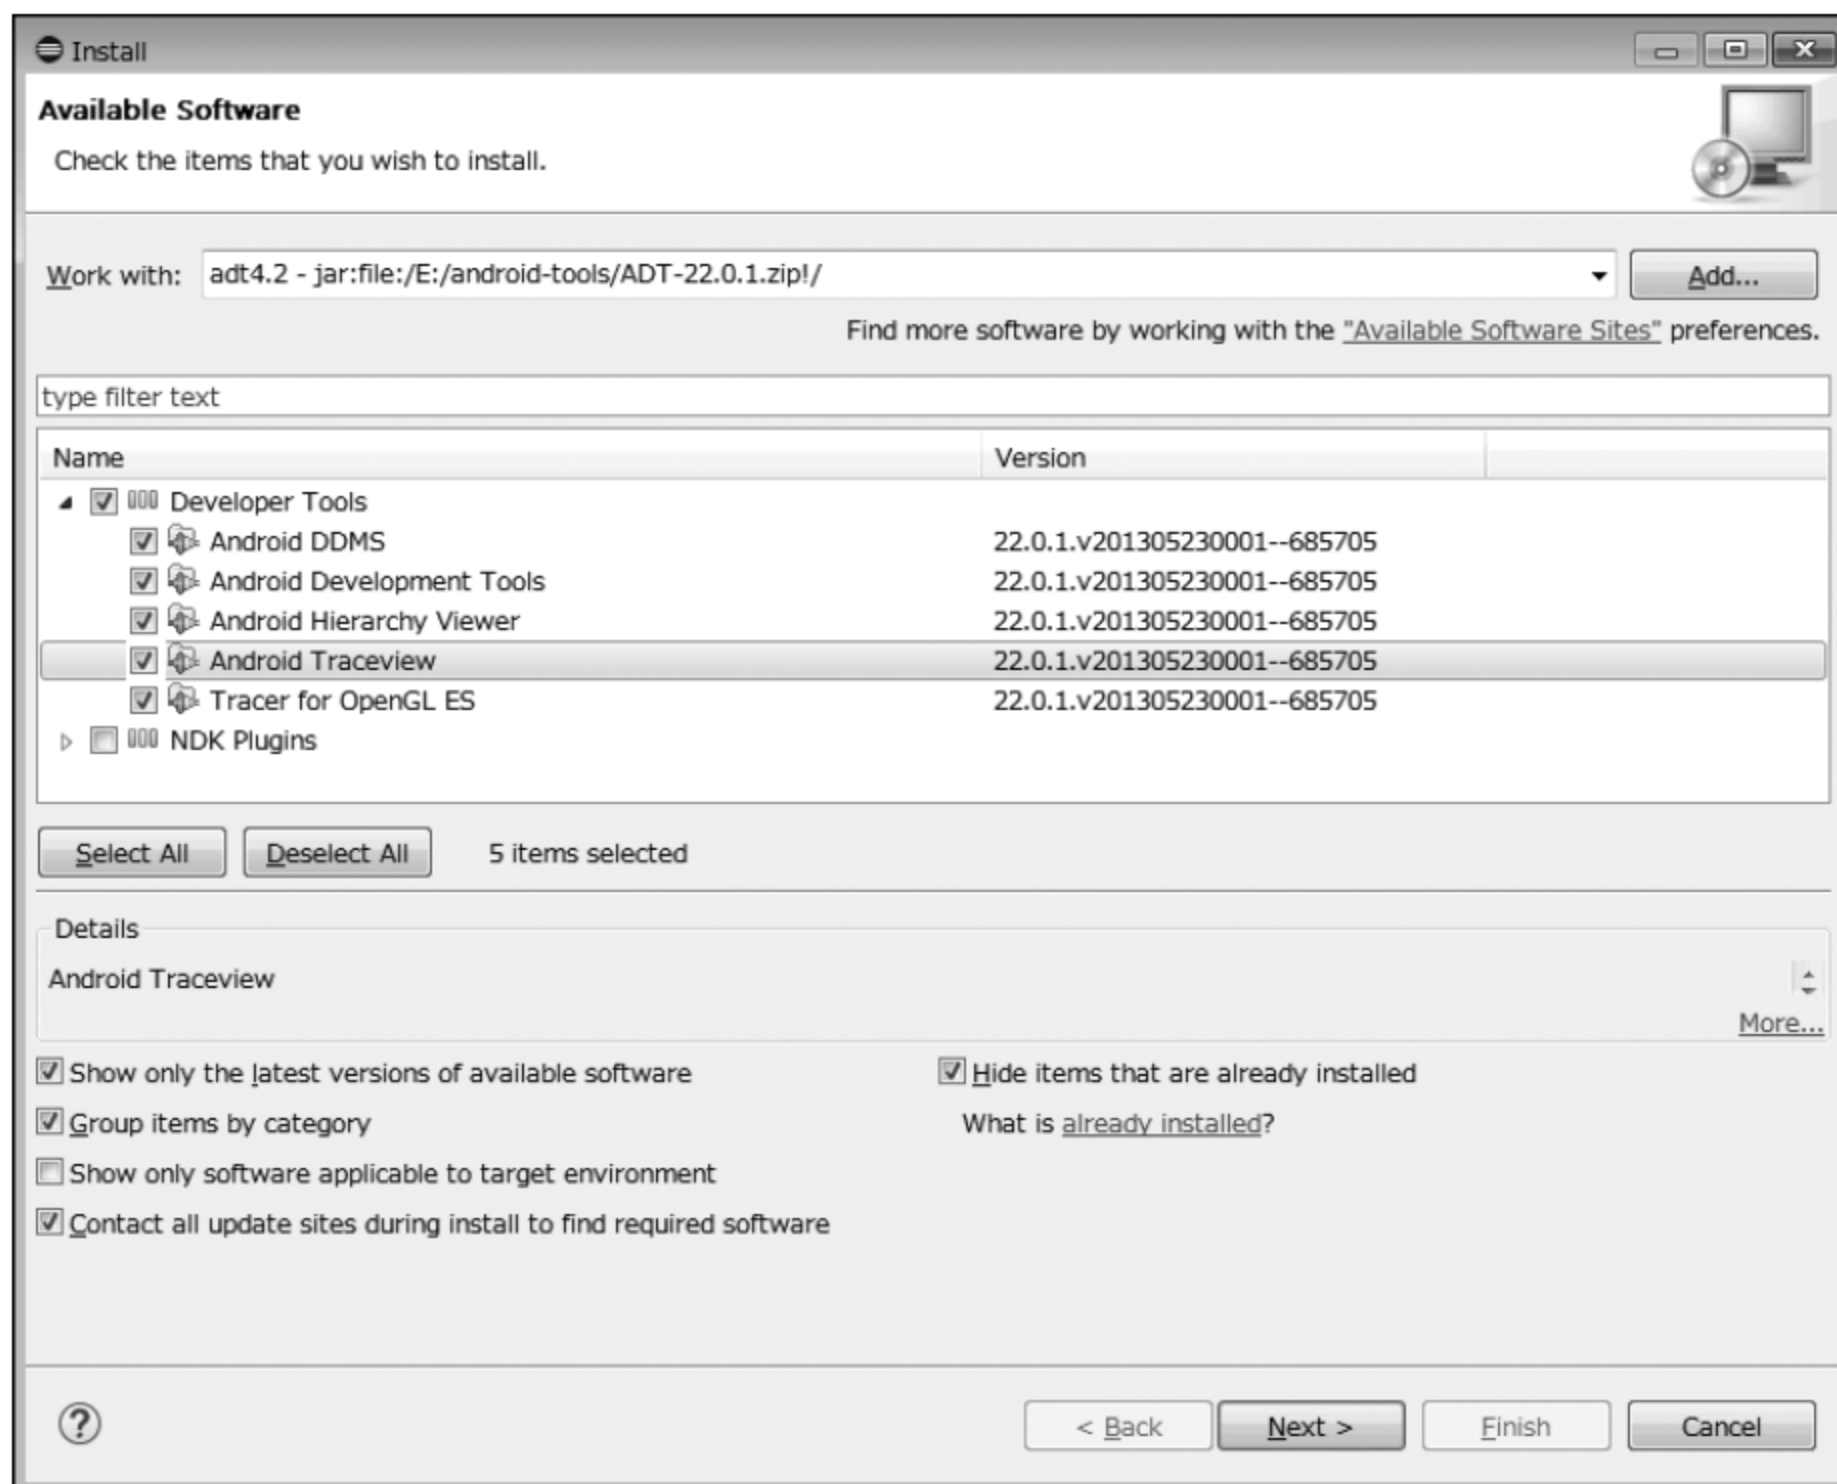 Install
Available Software
Check the items that you wish to install.
Work with: adt4.2 - jar:file:/E:/android-tools/ADT-22.0.1.zip!/ Add...
Find more software by working with the "Available Software Sites" preferences.
type filter text
Name Version
Developer Tools
Android DDMS 22.0.1.v201305230001--685705
Android Development Tools 22.0.1.v201305230001--685705
Android Hierarchy Viewer 22.0.1.v201305230001--685705
Android Traceview 22.0.1.v201305230001--685705
Tracer for OpenGL ES 22.0.1.v201305230001--685705
NDK Plugins
Select All Deselect All 5 items selected
Details
Android Traceview
More...
Show only the latest versions of available software Hide items that are already installed
Group items by category What is already installed?
Show only software applicable to target environment
Contact all update sites during install to find required software
? < Back Next > Finish Cancel